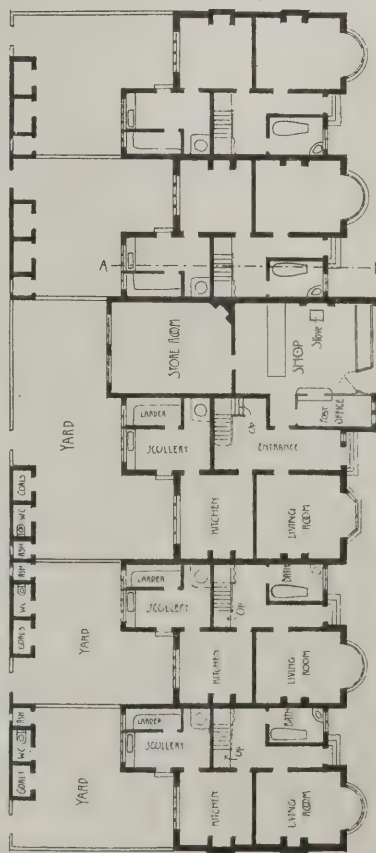 A
STORE ROOM
SHOP
Stove
POST
OFFICE
YARD
LARDER
SCULLERY
UP
ENTRANCE
KITCHEN
LIVING
ROOM
COALS
WC
ASH
ASH
WC
COALS
YARD
LARDER
SCULLERY
UP
BATH
KITCHEN
LIVING
ROOM
ASH
WC
COALS
YARD
LARDER
SCULLERY
UP
BATH
KITCHEN
LIVING
ROOM